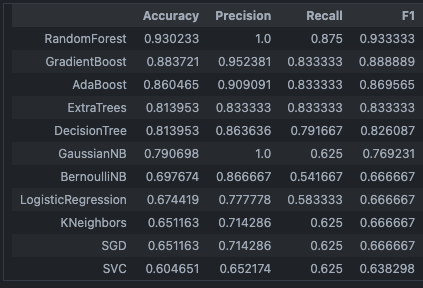 Accuracy Precision Recall F1
RandomForest 0.930233 1.0 0.875 0.933333
GradientBoost 0.883721 0.952381 0.833333 0.888889
AdaBoost 0.860465 0.909091 0.833333 0.869565
ExtraTrees 0.813953 0.833333 0.833333 0.833333
DecisionTree 0.813953 0.863636 0.791667 0.826087
GaussianNB 0.790698 1.0 0.625 0.769231
BernoulliNB 0.697674 0.866667 0.541667 0.666667
LogisticRegression 0.674419 0.777778 0.583333 0.666667
KNeighbors 0.651163 0.714286 0.625 0.666667
SGD 0.651163 0.714286 0.625 0.666667
SVC 0.604651 0.652174 0.625 0.638298